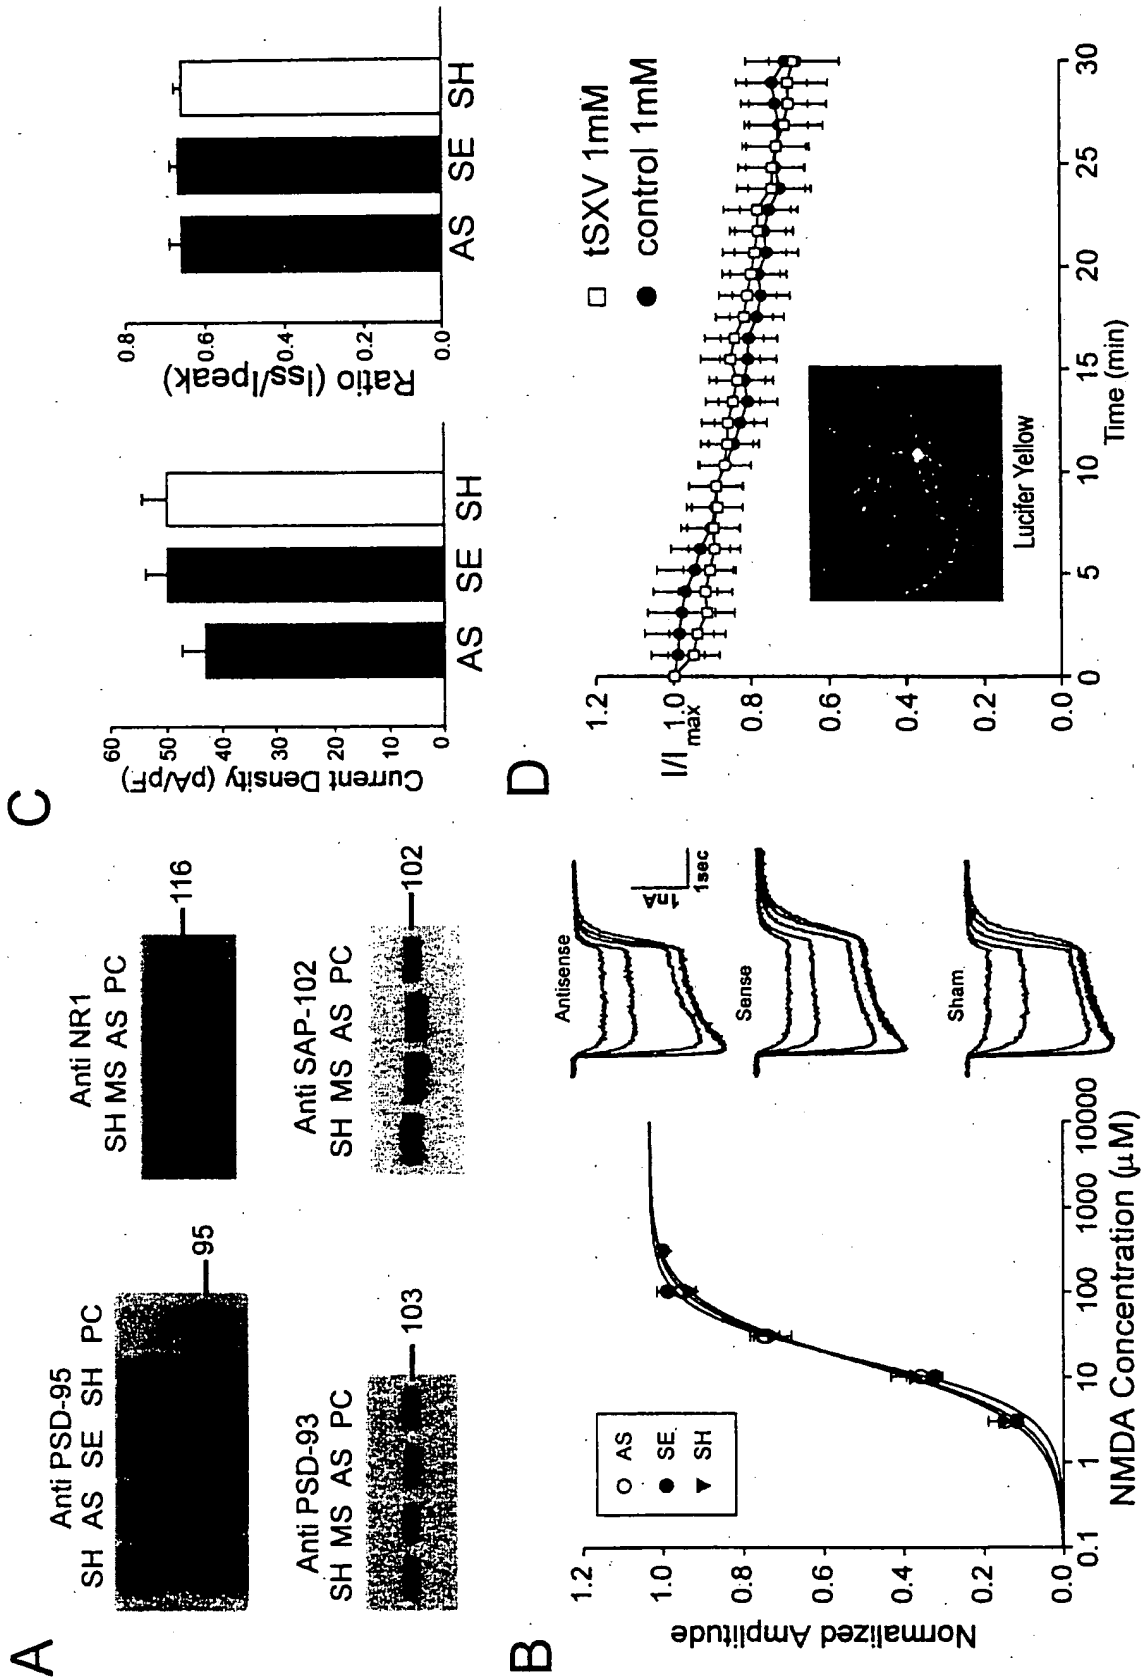 A
Anti PSD-95
SH AS SE SH PC
95
Anti NR1
SH MS AS PC
116
Anti PSD-93
SH MS AS PC
103
Anti SAP-102
SH MS AS PC
102
B
Normalized Amplitude
1.2
1.0
0.8
0.6
0.4
0.2
0.0
AS
SE
SH
0.1 1 10 100 1000 10000
NMDA Concentration (μM)
Antisense
1nA
1sec
Sense
Sham
C
Current Density (pA/pF)
60
50
40
30
20
10
0
AS SE SH
Ratio (Iss/Ipeak)
0.8
0.6
0.4
0.2
0.0
AS SE SH
D
I/I max
1.2
1.0
0.8
0.6
0.4
0.2
0.0
tSXV 1mM
control 1mM
Lucifer Yellow
0 5 10 15 20 25 30
Time (min)